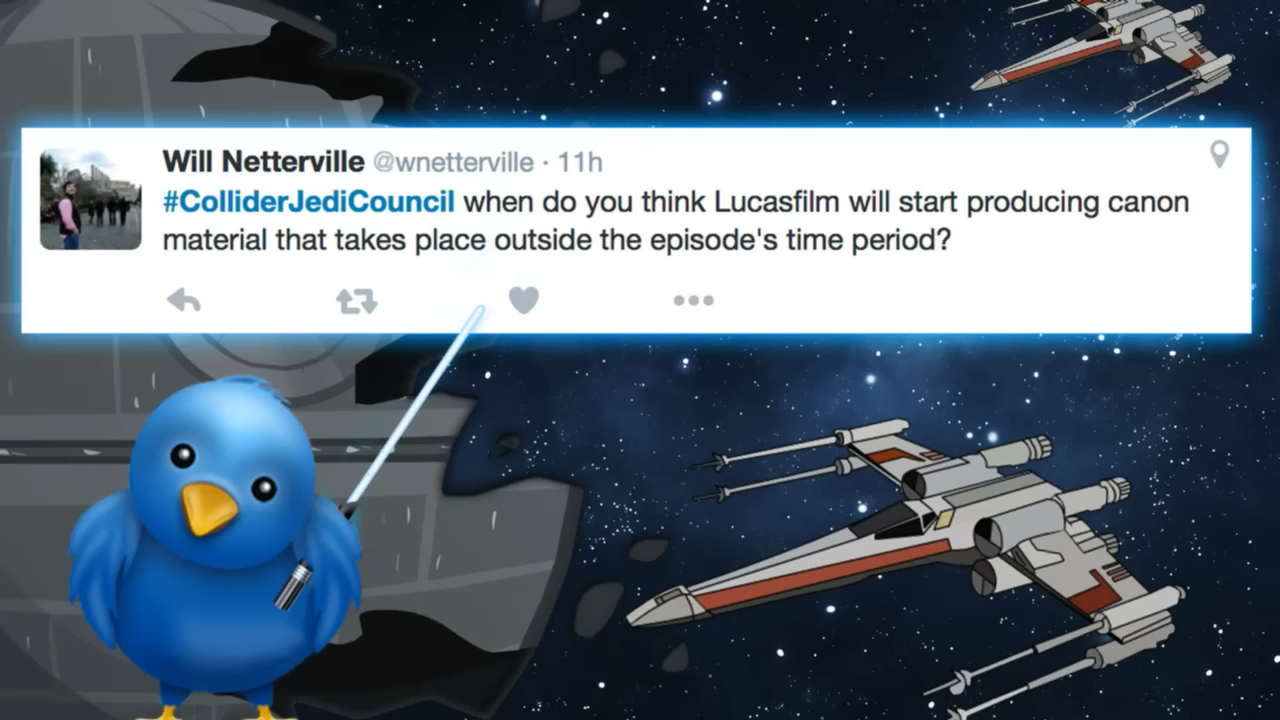 Will Netterville @wnetterville · 11h
#ColliderJediCouncil when do you think Lucasfilm will start producing canon
material that takes place outside the episode's time period?